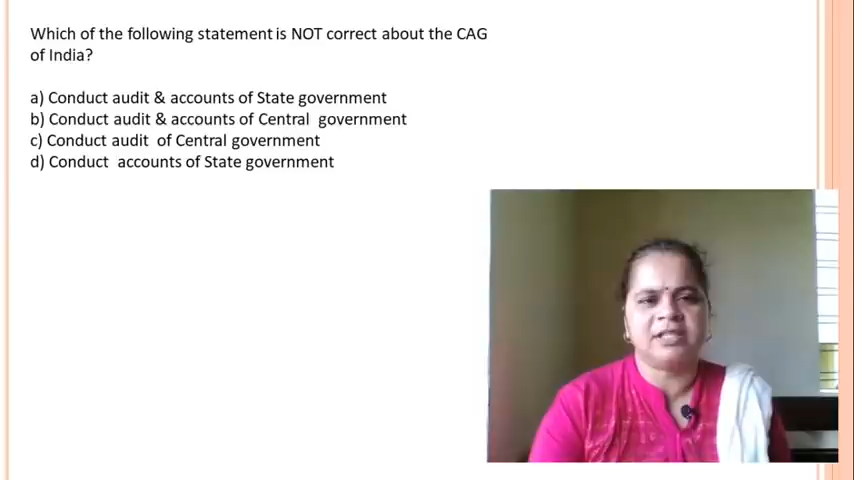 Which of the following statement is NOT correct about the CAG
of India?
a) Conduct audit & accounts of State government
b) Conduct audit & accounts of Central government
c) Conduct audit of Central government
d) Conduct accounts of State government